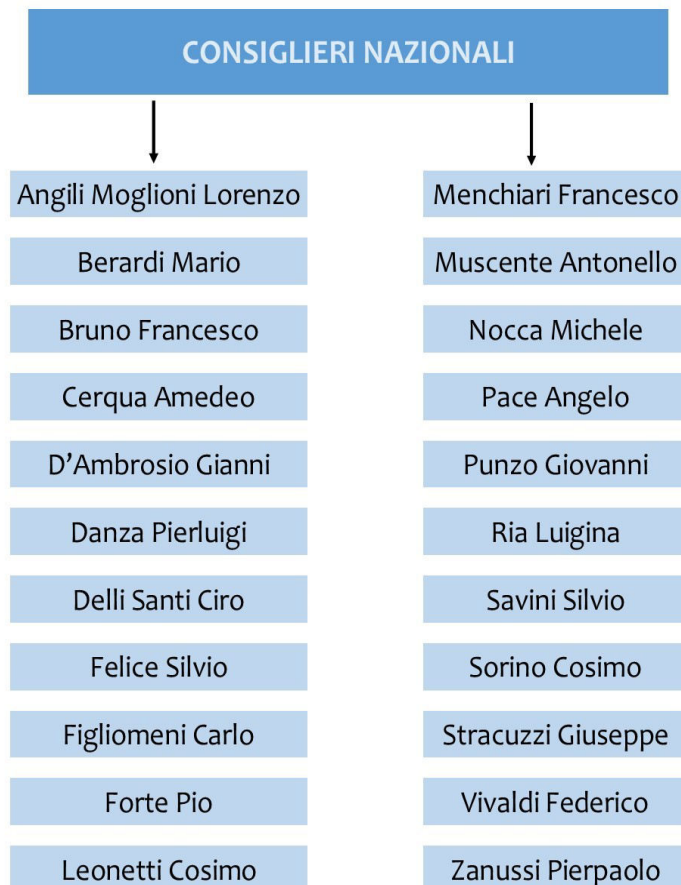 CONSIGLIERI NAZIONALI
Angili Moglioni Lorenzo
Berardi Mario
Bruno Francesco
Cerqua Amedeo
D’Ambrosio Gianni
Danza Pierluigi
Delli Santi Ciro
Felice Silvio
Figliomeni Carlo
Forte Pio
Leonetti Cosimo
Menchiari Francesco
Muscente Antonello
Nocca Michele
Pace Angelo
Punzo Giovanni
Ria Luigina
Savini Silvio
Sorino Cosimo
Stracuzzi Giuseppe
Vivaldi Federico
Zanussi Pierpaolo